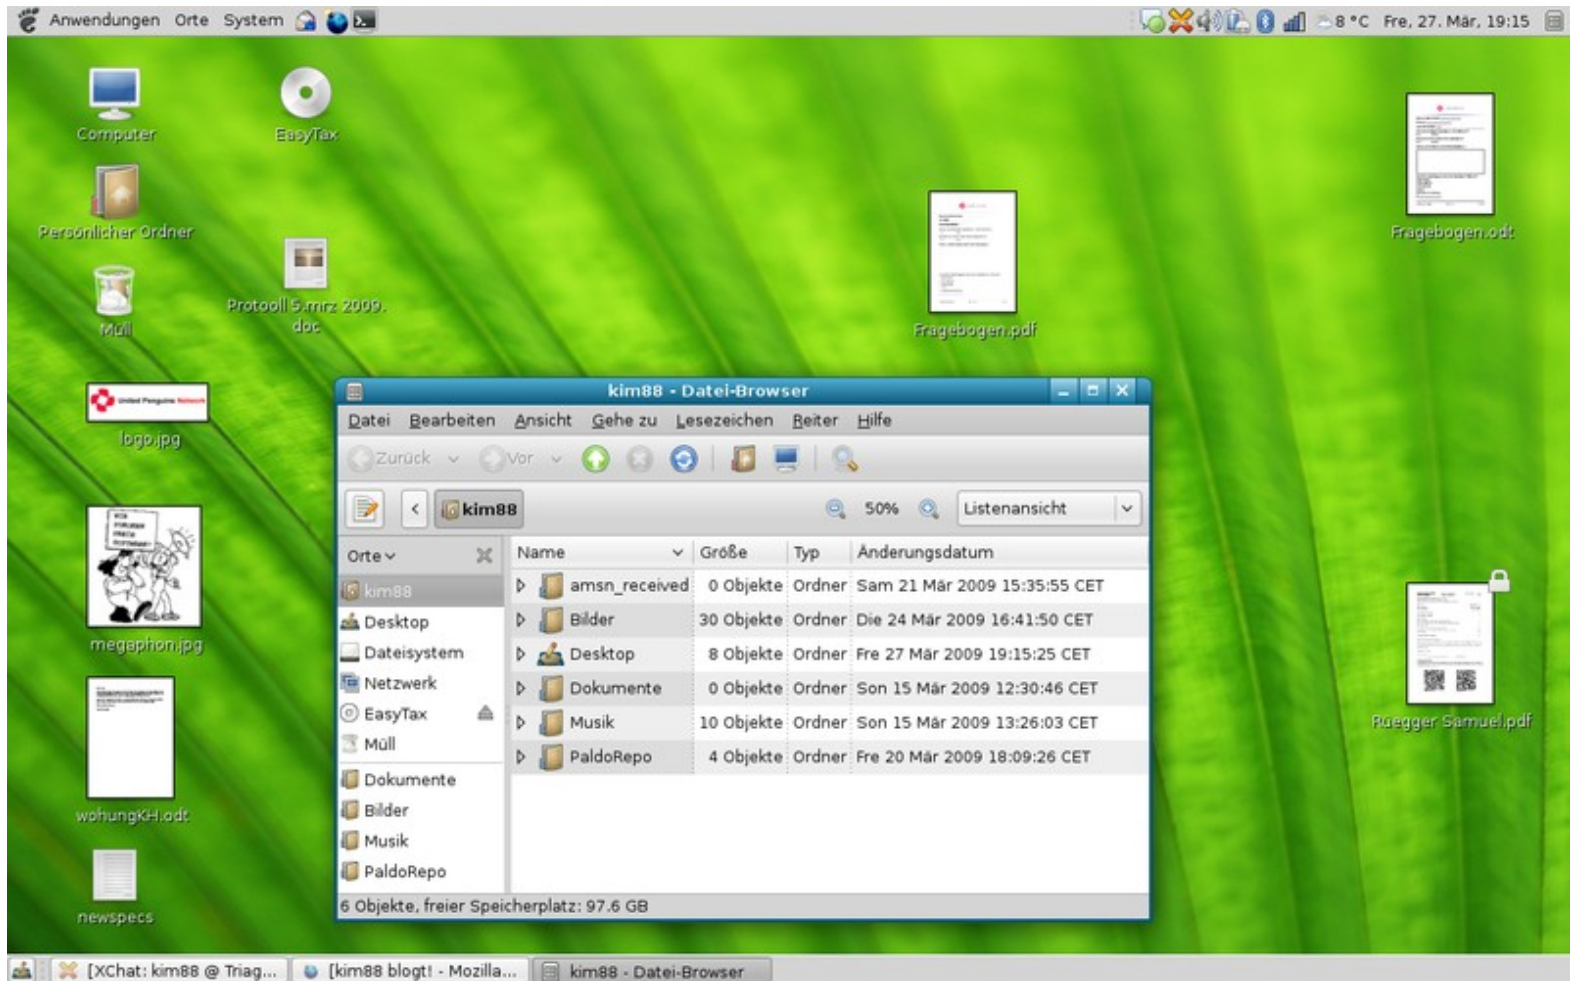 Anwendungen Orte System
8 °C Fre, 27. Mär, 19:15
Computer
EasyTax
Persönlicher Ordner
Protooll 5.mrz 2009.
doc
Müll
Fragebogen.pdf
Fragebogen.odt
United Penguins Network
logo.jpg
megaphon.jpg
wohungKH.odt
newspecs
Ruegger Samuel.pdf
kim88 - Datei-Browser
Datei Bearbeiten Ansicht Gehe zu Lesezeichen Reiter Hilfe
Zurück Vor
kim88 50% Listenansicht
Orte
kim88
Desktop
Dateisystem
Netzwerk
EasyTax
Müll
Dokumente
Bilder
Musik
PaldoRepo
Name Größe Typ Änderungsdatum
amsn_received 0 Objekte Ordner Sam 21 Mär 2009 15:35:55 CET
Bilder 30 Objekte Ordner Die 24 Mär 2009 16:41:50 CET
Desktop 8 Objekte Ordner Fre 27 Mär 2009 19:15:25 CET
Dokumente 0 Objekte Ordner Son 15 Mär 2009 12:30:46 CET
Musik 10 Objekte Ordner Son 15 Mär 2009 13:26:03 CET
PaldoRepo 4 Objekte Ordner Fre 20 Mär 2009 18:09:26 CET
6 Objekte, freier Speicherplatz: 97.6 GB
[XChat: kim88 @ Triag... [kim88 blogt! - Mozilla... kim88 - Datei-Browser